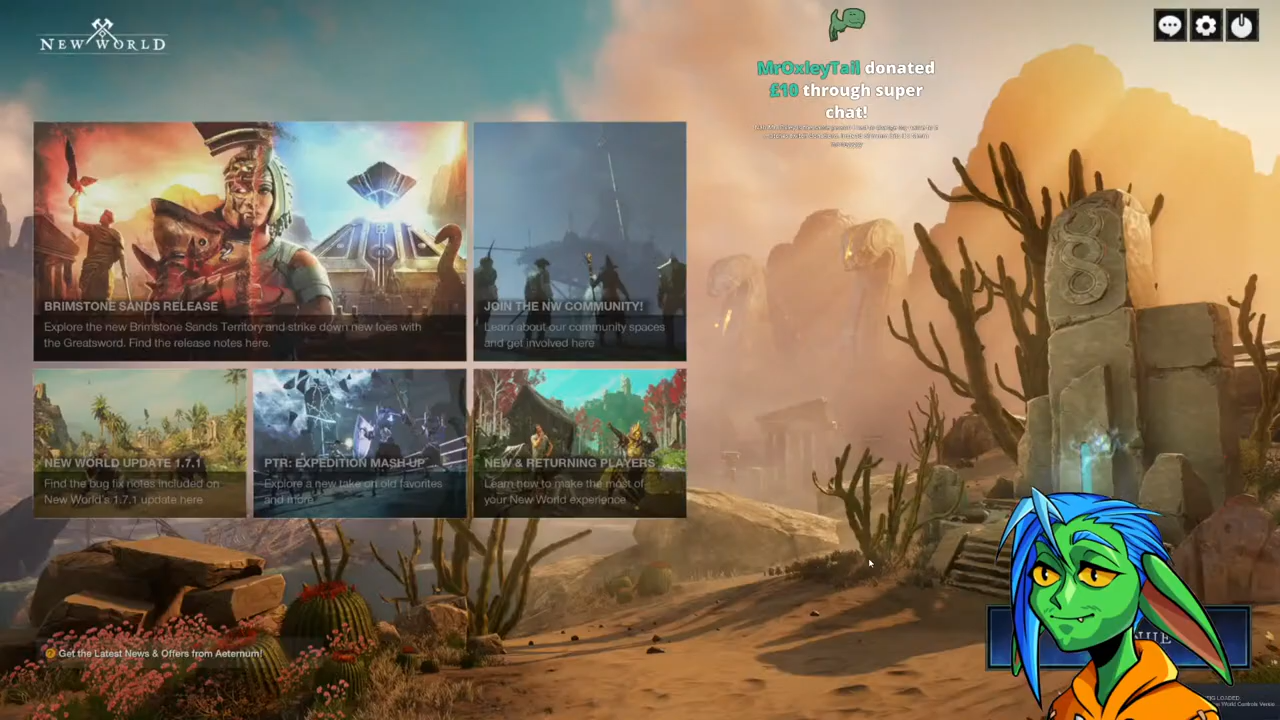 NEW WORLD
MrOxleyTail donated
£10 through super
chat!
BRIMSTONE SANDS RELEASE
Explore the new Brimstone Sands Territory and strike down new foes with
the Greatsword. Find the release notes here.
JOIN THE NW COMMUNITY!
Learn about our community spaces
and get involved here
NEW WORLD UPDATE 1.7.1
Find the bug fix notes included on
New World's 1.7.1 update here
PTR: EXPEDITION MASH-UP
Explore a new take on old favorites
and more.
NEW & RETURNING PLAYERS
Learn how to make the most of
your New World experience
Get the Latest News & Offers from Aeternum!